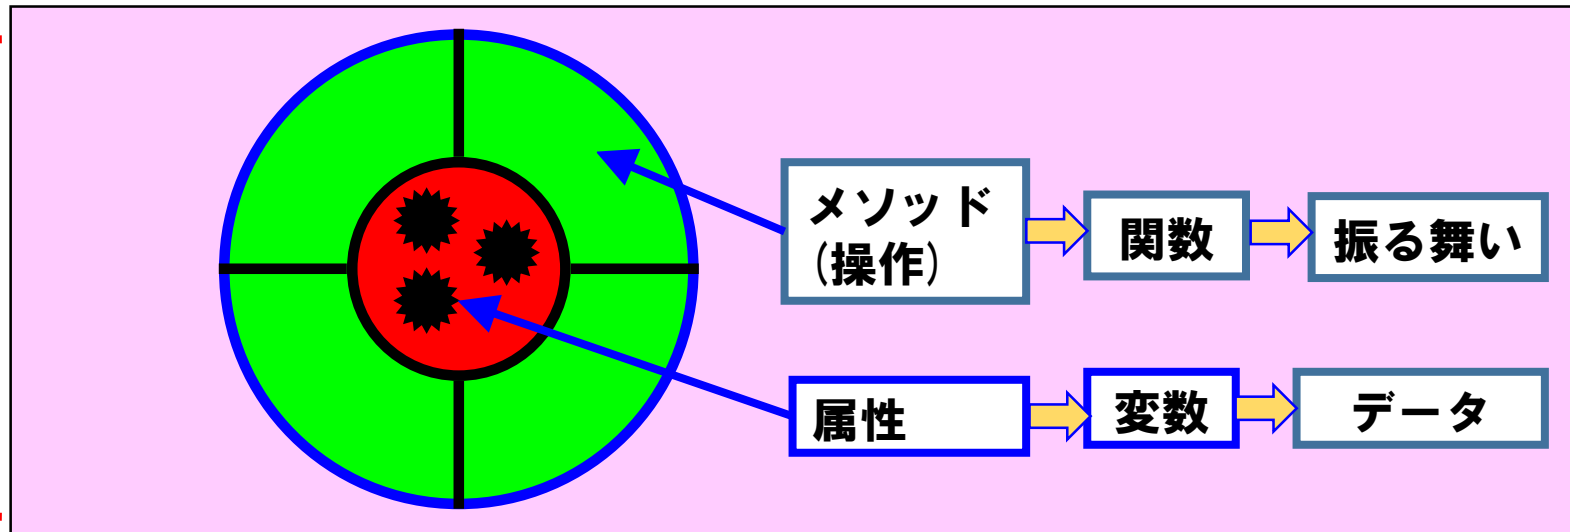 メソッド
(操作)
関数
振る舞い
属性
変数
データ